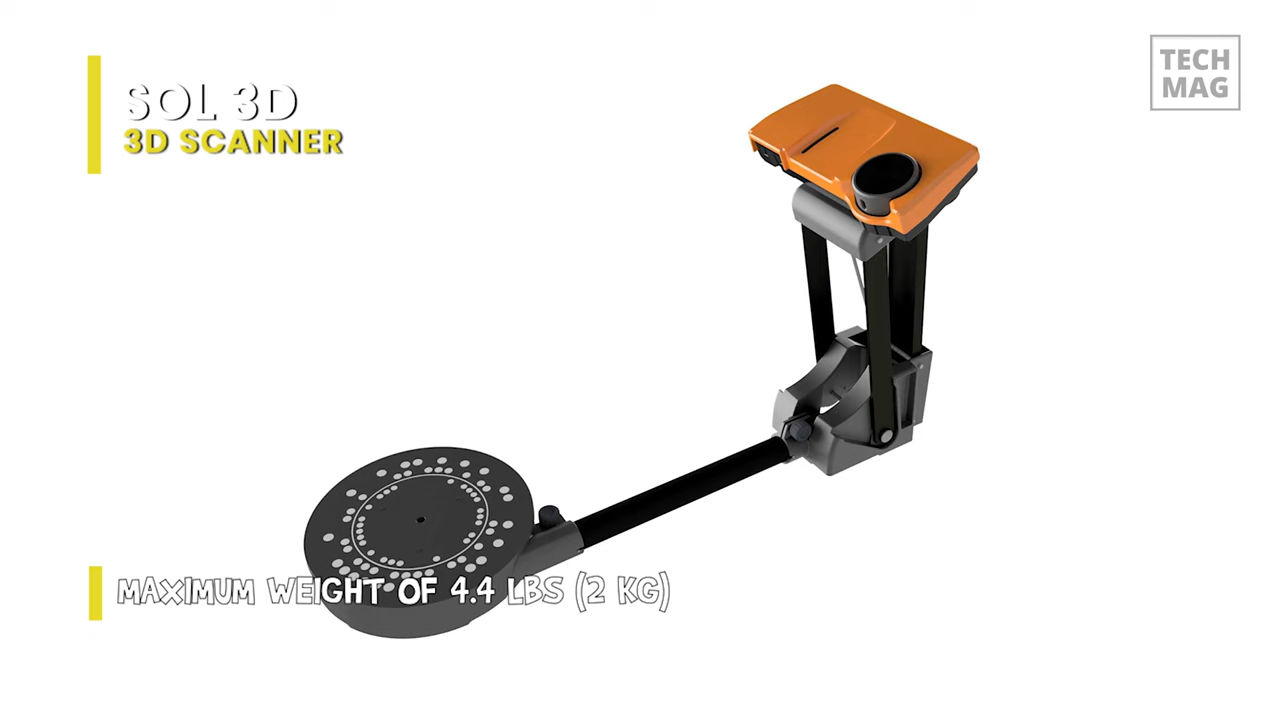 SOL 3D
3D SCANNER
TECH
MAG
MAXIMUM WEIGHT OF 4.4 LBS (2 KG)